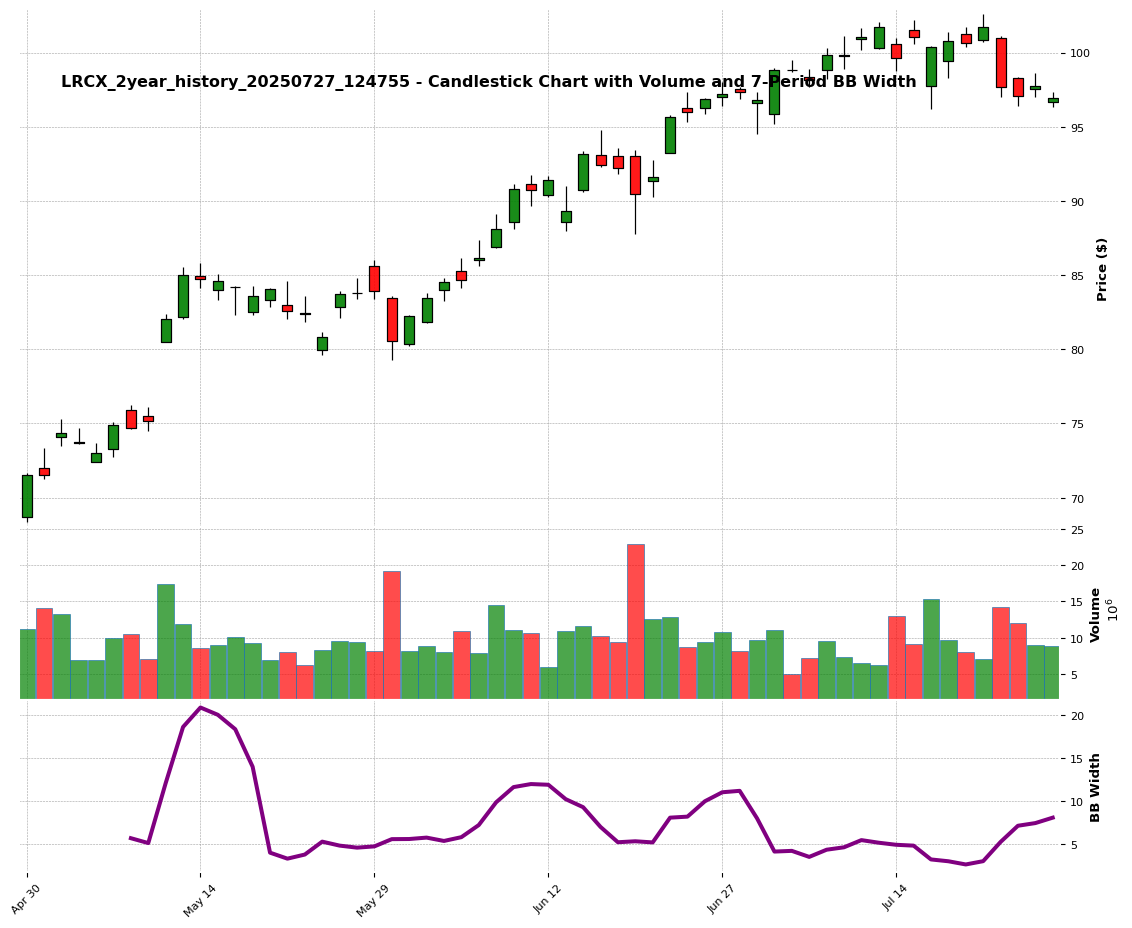 LRCX_2year_history_20250727_124755 - Candlestick Chart with Volume and 7-Period BB Width
100
95
90
85
80
75
70
Price ($)
25
20
15
10
5
Volume
10^6
20
15
10
5
BB Width
Apr 30
May 14
May 29
Jun 12
Jun 27
Jul 14